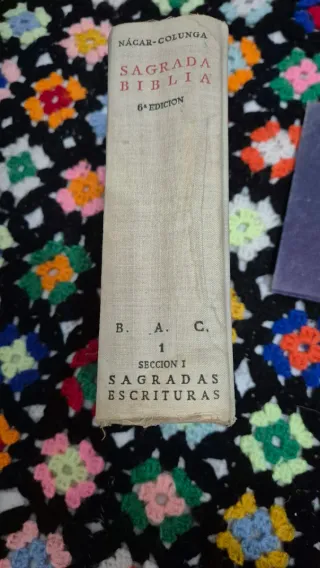 NÁCAR-COLUNGA
SAGRADA
BIBLIA
6ª EDICION
B. A. C.
1
SECCION I
SAGRADAS
ESCRITURAS